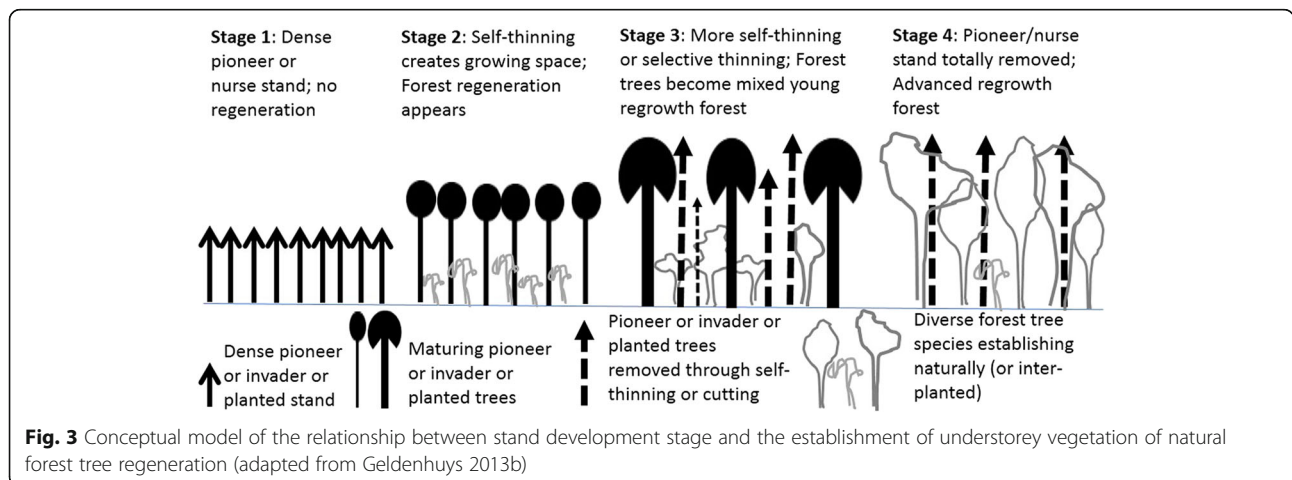 Stage 1: Dense
pioneer or
nurse stand; no
regeneration
Stage 2: Self-thinning
creates growing space;
Forest regeneration
appears
Stage 3: More self-thinning
or selective thinning; Forest
trees become mixed young
regrowth forest
Stage 4: Pioneer/nurse
stand totally removed;
Advanced regrowth
forest
Dense pioneer
or invader or
planted stand
Maturing pioneer
or invader or
planted trees
Pioneer or invader or
planted trees
removed through self-
thinning or cutting
Diverse forest tree
species establishing
naturally (or inter-
planted)
Fig. 3 Conceptual model of the relationship between stand development stage and the establishment of understorey vegetation of natural
forest tree regeneration (adapted from Geldenhuys 2013b)